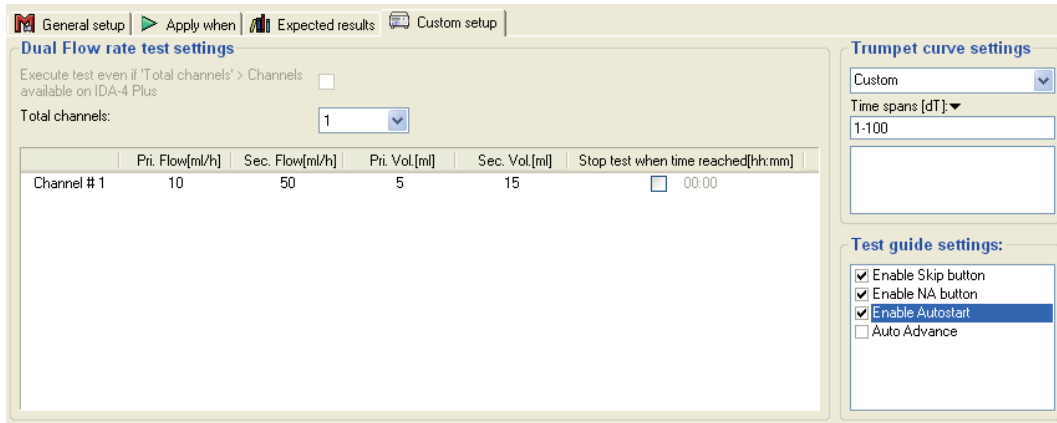 General setup Apply when Expected results Custom setup
Dual Flow rate test settings
Execute test even if 'Total channels' > Channels
available on IDA-4 Plus
Total channels: 1
Pri. Flow[ml/h] Sec. Flow[ml/h] Pri. Vol.[ml] Sec. Vol.[ml] Stop test when time reached[hh:mm]
Channel # 1 10 50 5 15 00:00
Trumpet curve settings
Custom
Time spans [dT]:
1-100
Test guide settings:
Enable Skip button
Enable NA button
Enable Autostart
Auto Advance